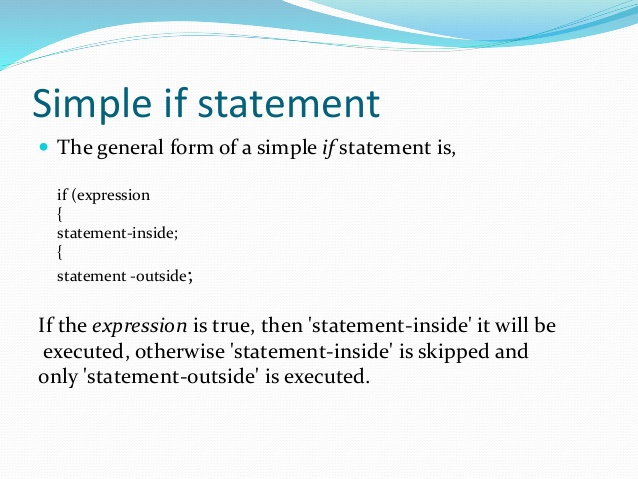 Simple if statement
The general form of a simple if statement is,
if (expression
{
statement-inside;
{
statement -outside;
If the expression is true, then 'statement-inside' it will be
executed, otherwise 'statement-inside' is skipped and
only 'statement-outside' is executed.